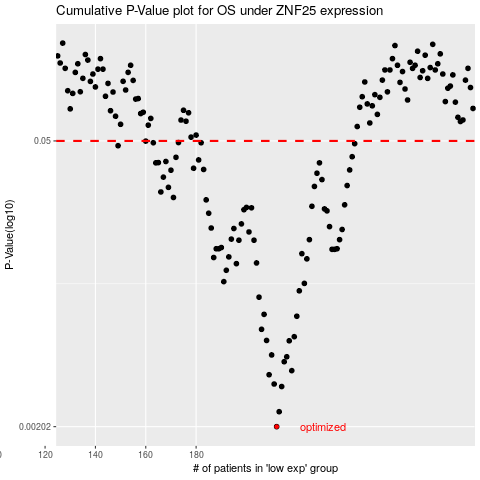 Cumulative P-Value plot for OS under ZNF25 expression
P-Value(log10)
0.05
0.00202
optimized
0 120 140 160 180
# of patients in 'low exp' group